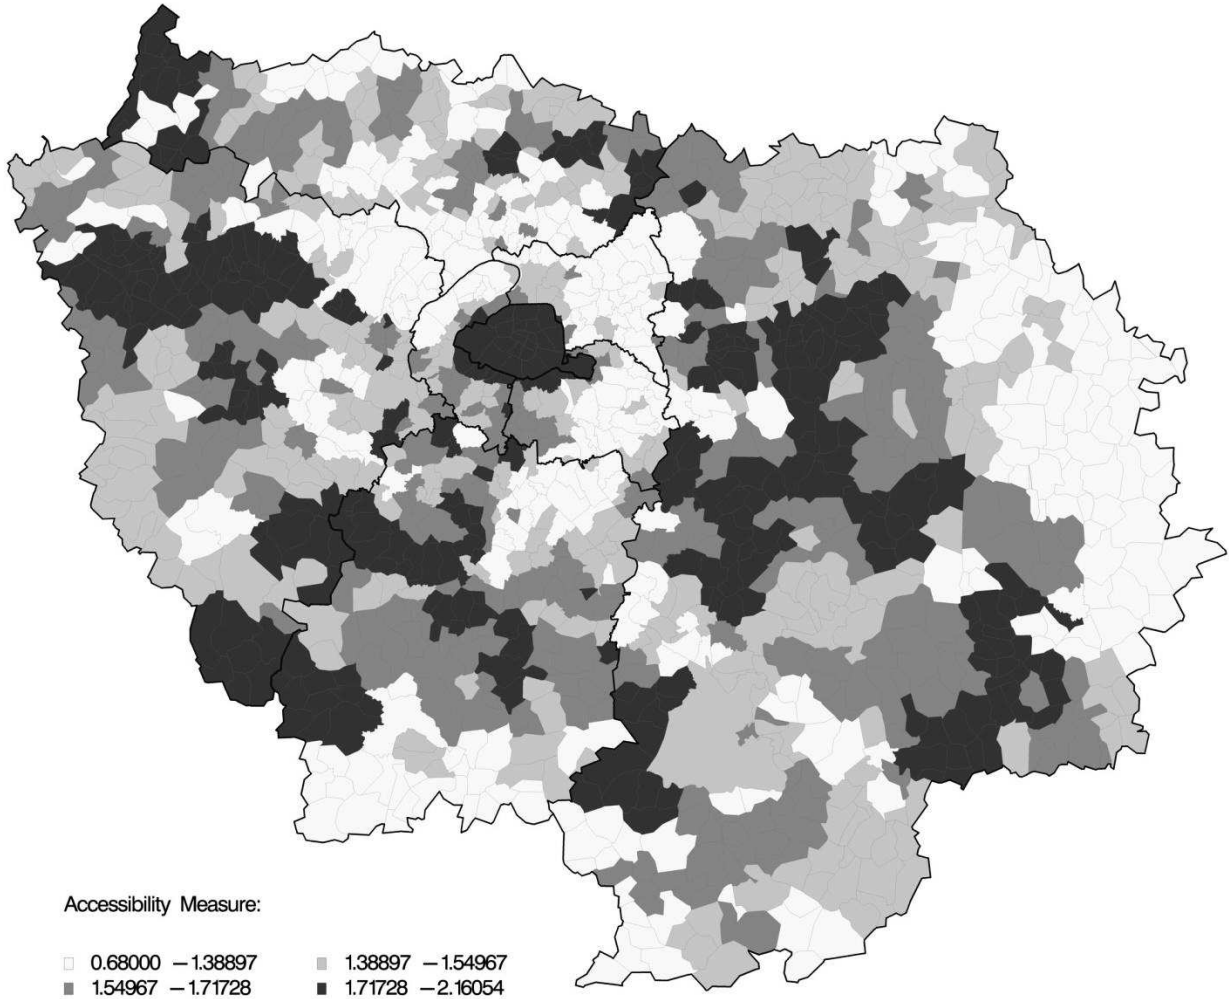 Accessibility Measure:
0.68000 – 1.38897 1.38897 – 1.54967
1.54967 – 1.71728 1.71728 – 2.16054